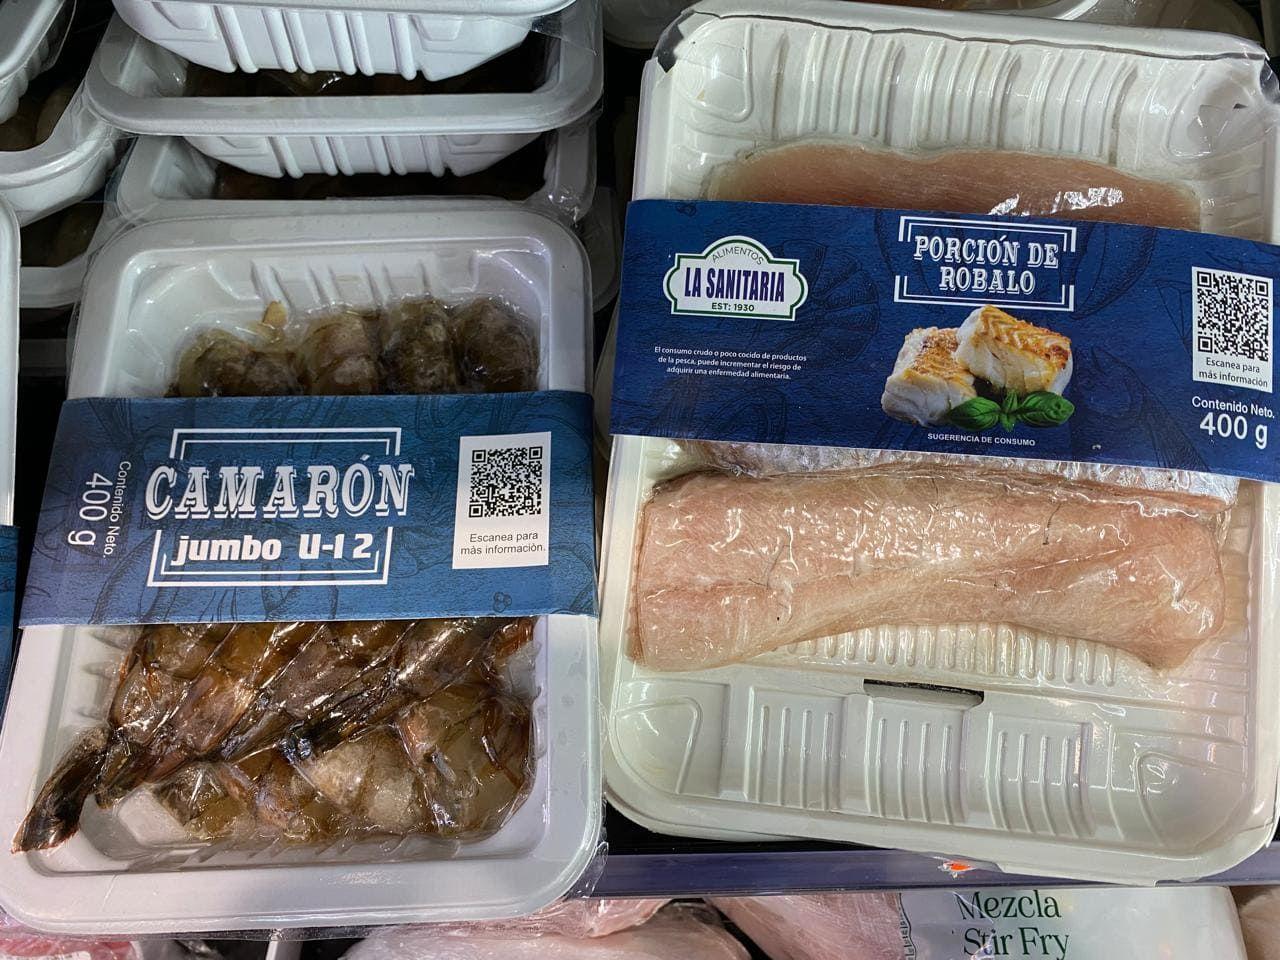 CAMARÓN
jumbo U-12
Contenido Neto.
400 g
Escanea para
más información.
ALIMENTOS
LA SANITARIA
EST: 1930
El consumo crudo o poco cocido de productos
de la pesca, puede incrementar el riesgo de
adquirir una enfermedad alimentaria.
PORCIÓN DE
ROBALO
SUGERENCIA DE CONSUMO
Escanea para
más información
Contenido Neto.
400 g
Mezcla
Stir Fry